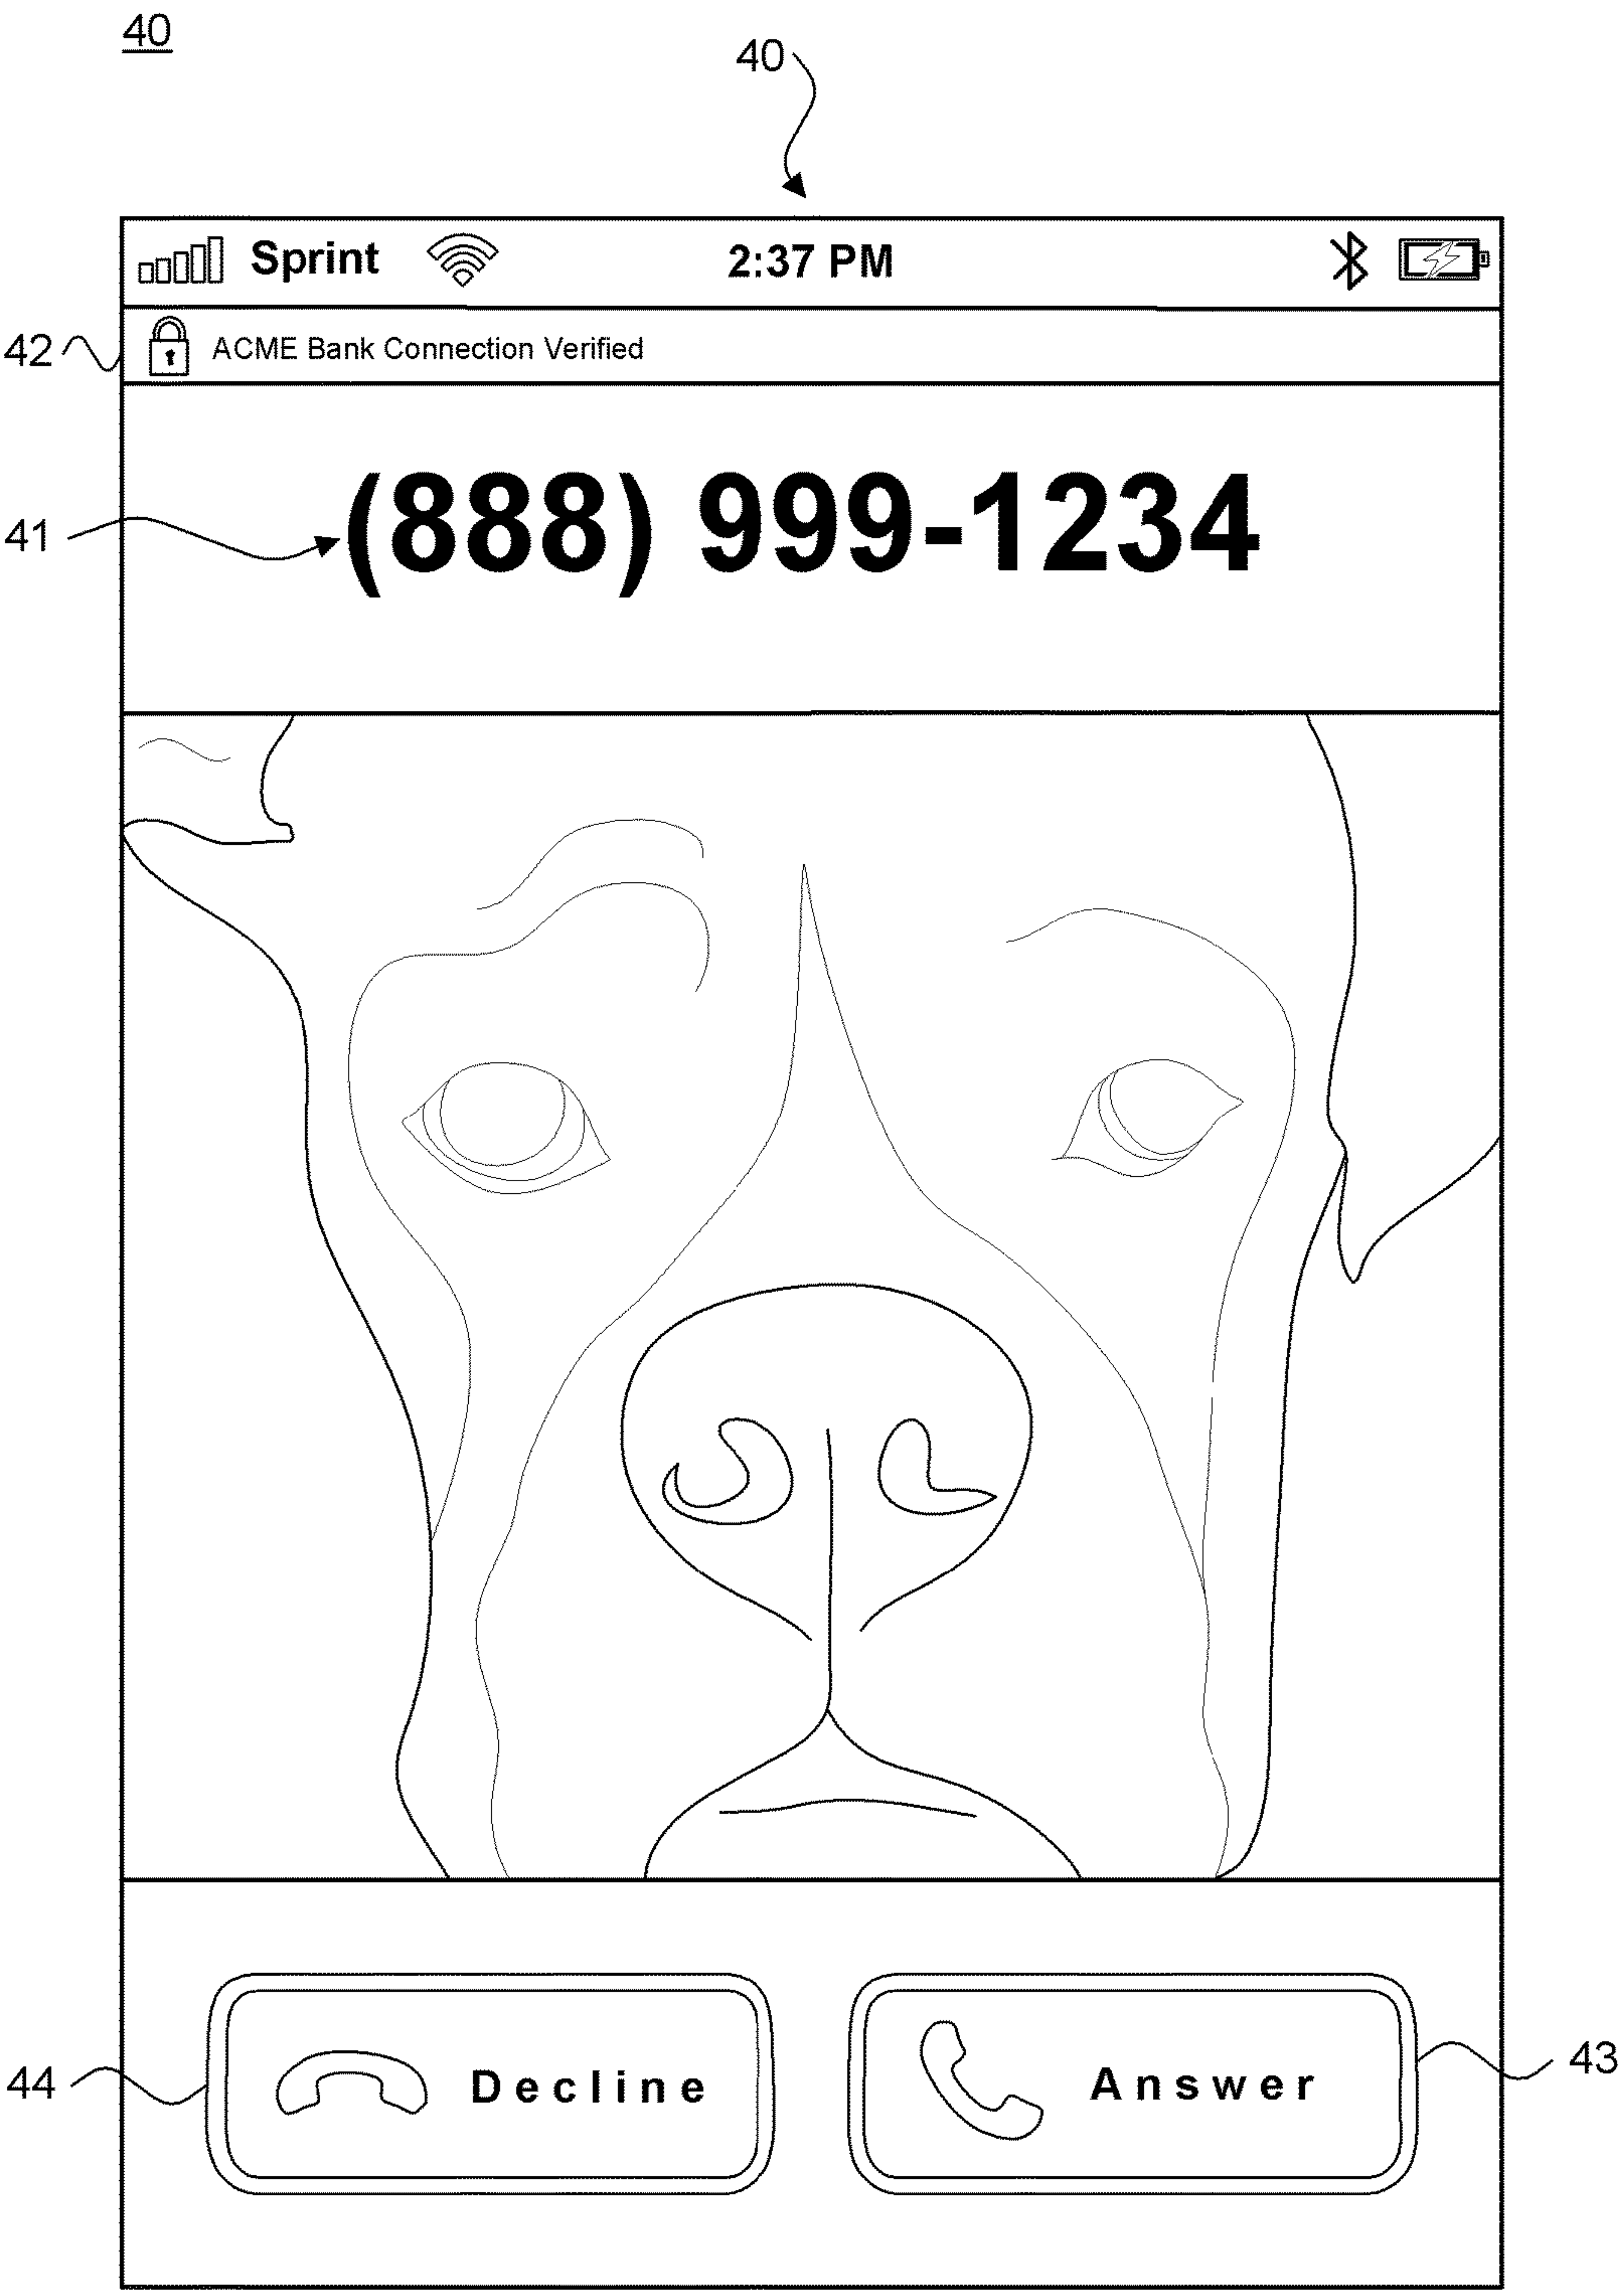 40
40
Sprint 2:37 PM
42 ACME Bank Connection Verified
41 (888) 999-1234
44 Decline Answer 43